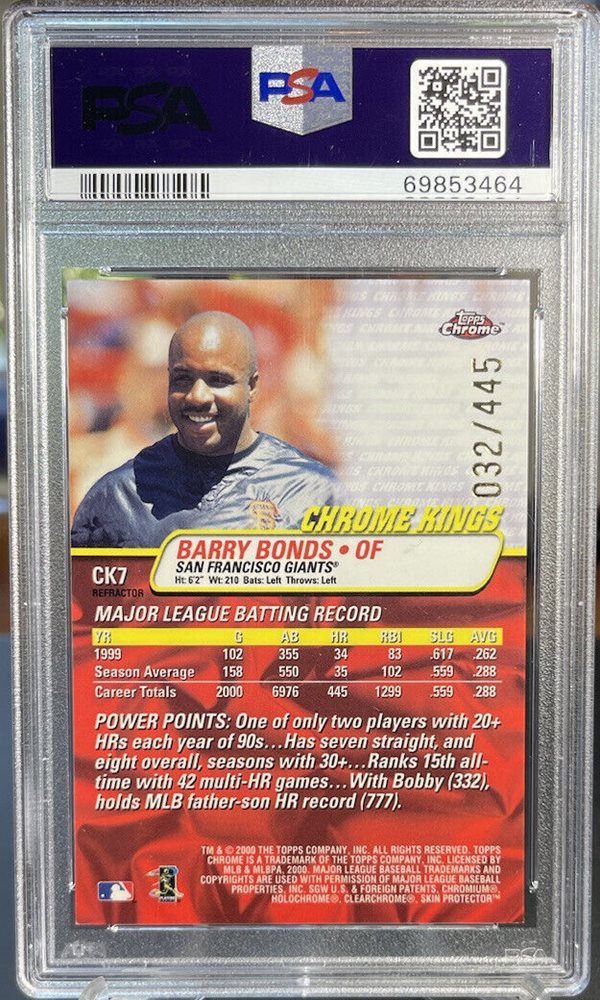 PSA
PSA
69853464
Topps
Chrome
032/445
CHROME KINGS
BARRY BONDS • OF
SAN FRANCISCO GIANTS®
Ht: 6'2" Wt: 210 Bats: Left Throws: Left
CK7
REFRACTOR
MAJOR LEAGUE BATTING RECORD
YR G AB HR RBI SLG AVG
1999 102 355 34 83 .617 .262
Season Average 158 550 35 102 .559 .288
Career Totals 2000 6976 445 1299 .559 .288
POWER POINTS: One of only two players with 20+
HRs each year of 90s...Has seven straight, and
eight overall, seasons with 30+...Ranks 15th all-
time with 42 multi-HR games...With Bobby (332),
holds MLB father-son HR record (777).
TM & © 2000 THE TOPPS COMPANY, INC. ALL RIGHTS RESERVED. TOPPS
CHROME IS A TRADEMARK OF THE TOPPS COMPANY, INC. LICENSED BY
MLB & MLBPA, 2000. MAJOR LEAGUE BASEBALL TRADEMARKS AND
COPYRIGHTS ARE USED WITH PERMISSION OF MAJOR LEAGUE BASEBALL
PROPERTIES, INC. SGW U.S. & FOREIGN PATENTS, CHROMIUM®,
HOLOCHROME®, CLEARCHROME®, SKIN PROTECTOR™
PSA